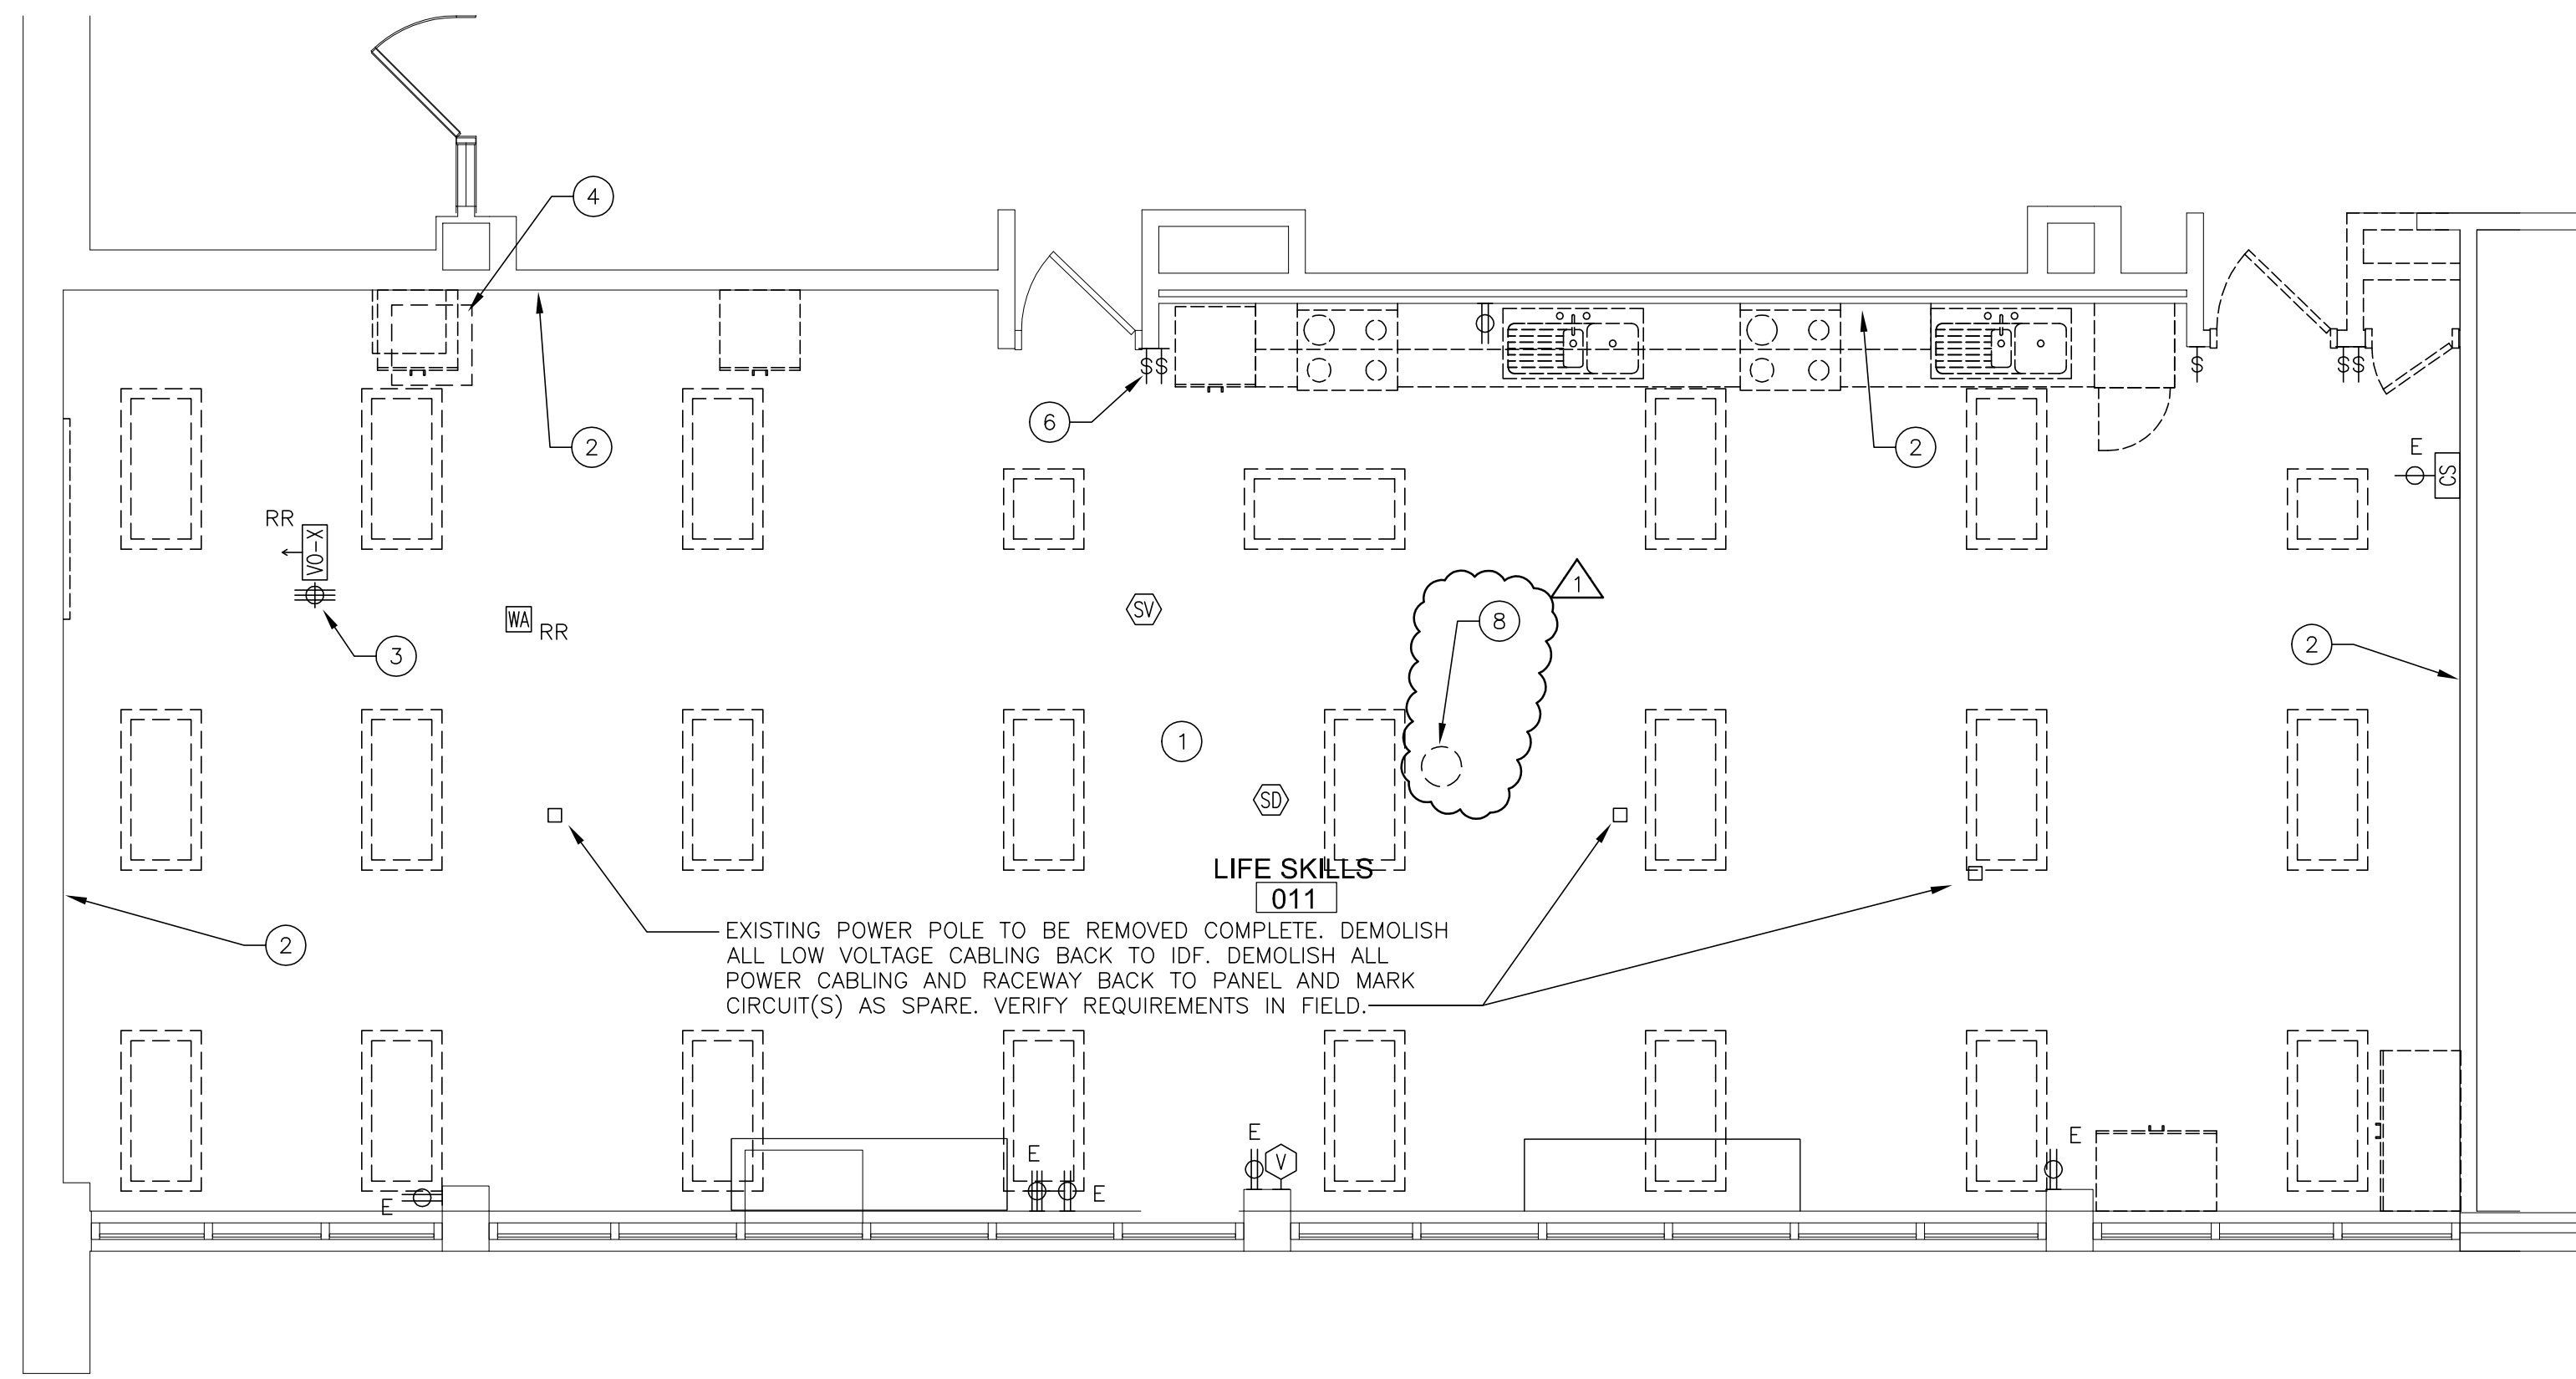 4
S S
S
S S
6
2
2
E
CS
RR
VO-X
WA
RR
3
SV
8
1
2
1
SD
LIFE SKILLS
011
2
EXISTING POWER POLE TO BE REMOVED COMPLETE. DEMOLISH
ALL LOW VOLTAGE CABLING BACK TO IDF. DEMOLISH ALL
POWER CABLING AND RACEWAY BACK TO PANEL AND MARK
CIRCUIT(S) AS SPARE. VERIFY REQUIREMENTS IN FIELD.
E
E
V
E
E
E